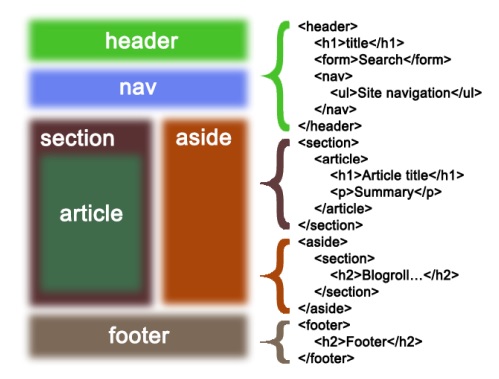 header
nav
section
aside
article
footer
<header>
<h1>title</h1>
<form>Search</form>
<nav>
<ul>Site navigation</ul>
</nav>
</header>
<section>
<article>
<h1>Article title</h1>
<p>Summary</p>
</article>
</section>
<aside>
<section>
<h2>Blogroll…</h2>
</section>
</aside>
<footer>
<h2>Footer</h2>
</footer>